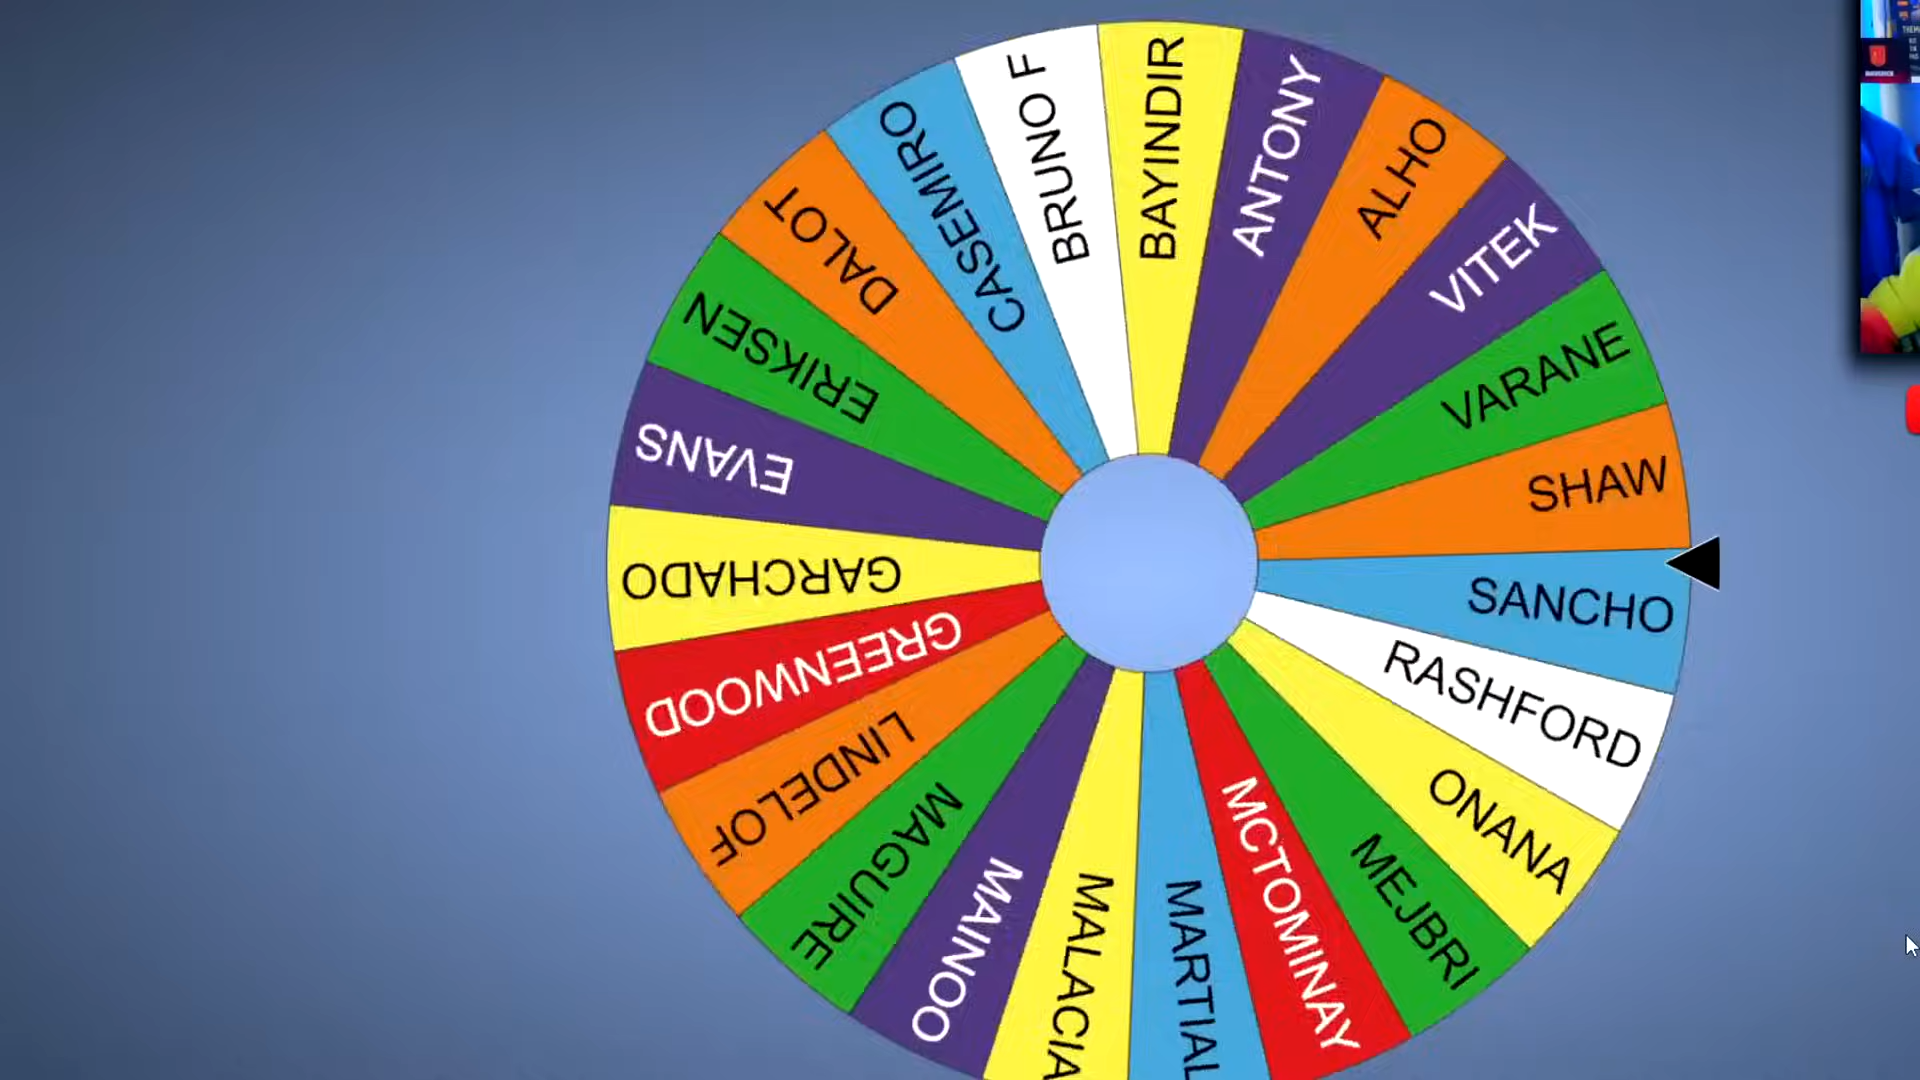 BRUNO F
BAYINDIR
ANTONY
ALHO
VITEK
VARANE
SHAW
SANCHO
RASHFORD
ONANA
MEJBRI
MCTOMINAY
MARTIAL
MALACIA
MAINOO
MAGUIRE
LINDELOF
GREENWOOD
GARCHADO
EVANS
ERIKSEN
DALOT
CASEMIRO